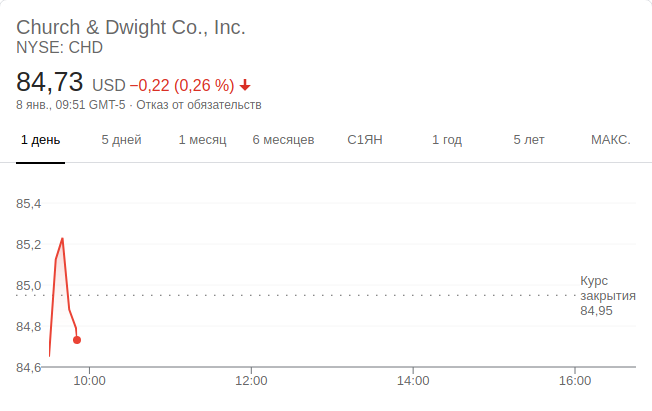 Church & Dwight Co., Inc.
NYSE: CHD
84,73 USD −0,22 (0,26 %)
8 янв., 09:51 GMT-5 · Отказ от обязательств
1 день 5 дней 1 месяц 6 месяцев С1ЯН 1 год 5 лет МАКС.
85,4
85,2
85,0
84,8
84,6
Курс
закрытия
84,95
10:00 12:00 14:00 16:00